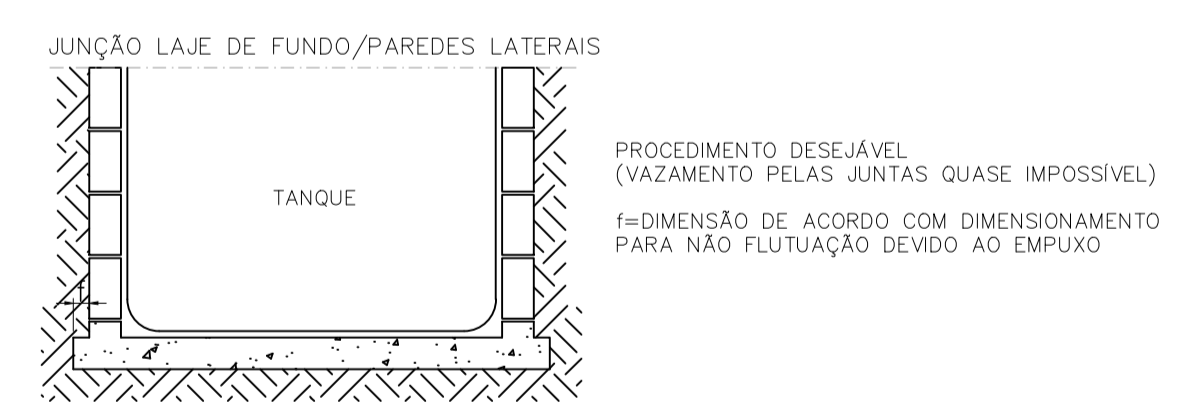 JUNÇÃO LAJE DE FUNDO/PAREDES LATERAIS
PROCEDIMENTO DESEJÁVEL
(VAZAMENTO PELAS JUNTAS QUASE IMPOSSÍVEL)
TANQUE
f=DIMENSÃO DE ACORDO COM DIMENSIONAMENTO
PARA NÃO FLUTUAÇÃO DEVIDO AO EMPUXO
f